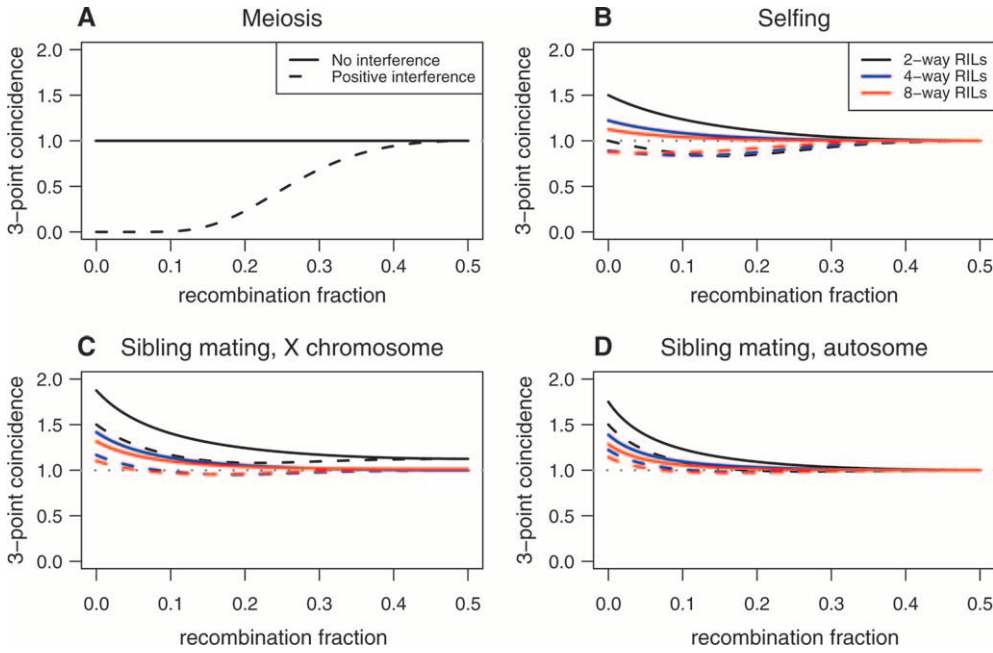 A Meiosis
3-point coincidence
2.0
1.5
1.0
0.5
0.0
No interference
Positive interference
0.0 0.1 0.2 0.3 0.4 0.5
recombination fraction
B Selfing
3-point coincidence
2.0
1.5
1.0
0.5
0.0
2-way RILs
4-way RILs
8-way RILs
0.0 0.1 0.2 0.3 0.4 0.5
recombination fraction
C Sibling mating, X chromosome
3-point coincidence
2.0
1.5
1.0
0.5
0.0
0.0 0.1 0.2 0.3 0.4 0.5
recombination fraction
D Sibling mating, autosome
3-point coincidence
2.0
1.5
1.0
0.5
0.0
0.0 0.1 0.2 0.3 0.4 0.5
recombination fraction